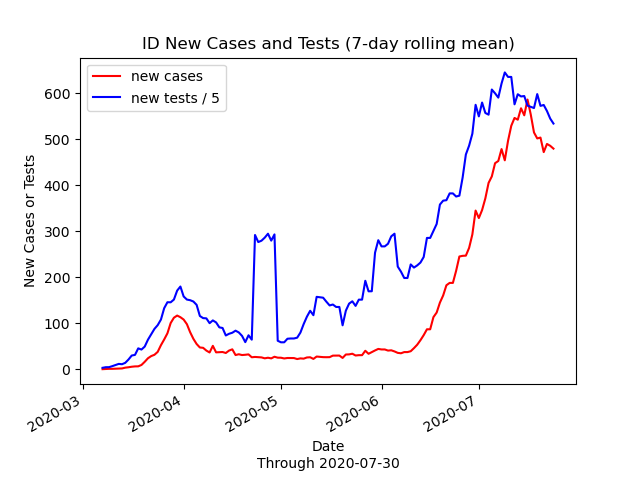 ID New Cases and Tests (7-day rolling mean)
new cases
new tests / 5
New Cases or Tests
600
500
400
300
200
100
0
2020-03
2020-04
2020-05
2020-06
2020-07
Date
Through 2020-07-30